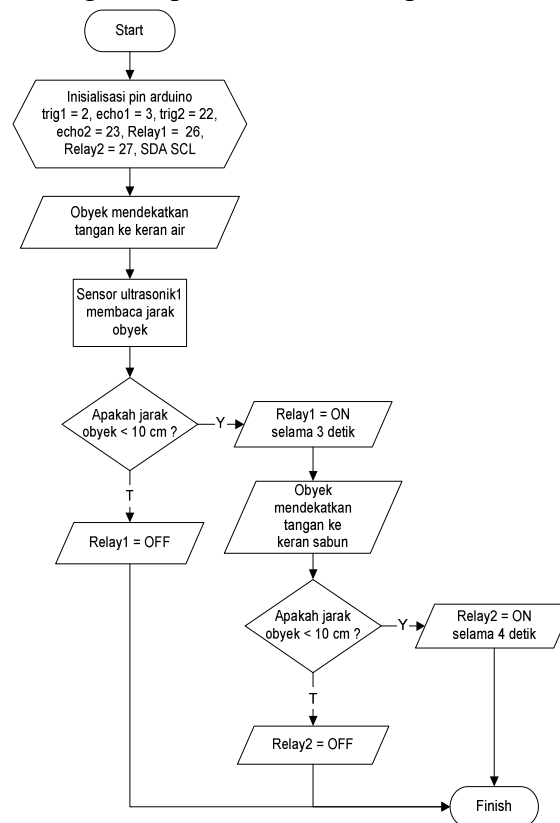 Start
Inisialisasi pin arduino
trig1 = 2, echo1 = 3, trig2 = 22,
echo2 = 23, Relay1 = 26,
Relay2 = 27, SDA SCL
Obyek mendekatkan
tangan ke keran air
Sensor ultrasonik1
membaca jarak
obyek
Apakah jarak
obyek < 10 cm ?
Y
Relay1 = ON
selama 3 detik
T
Relay1 = OFF
Obyek
mendekatkan
tangan ke
keran sabun
Apakah jarak
obyek < 10 cm ?
Y
Relay2 = ON
selama 4 detik
T
Relay2 = OFF
Finish